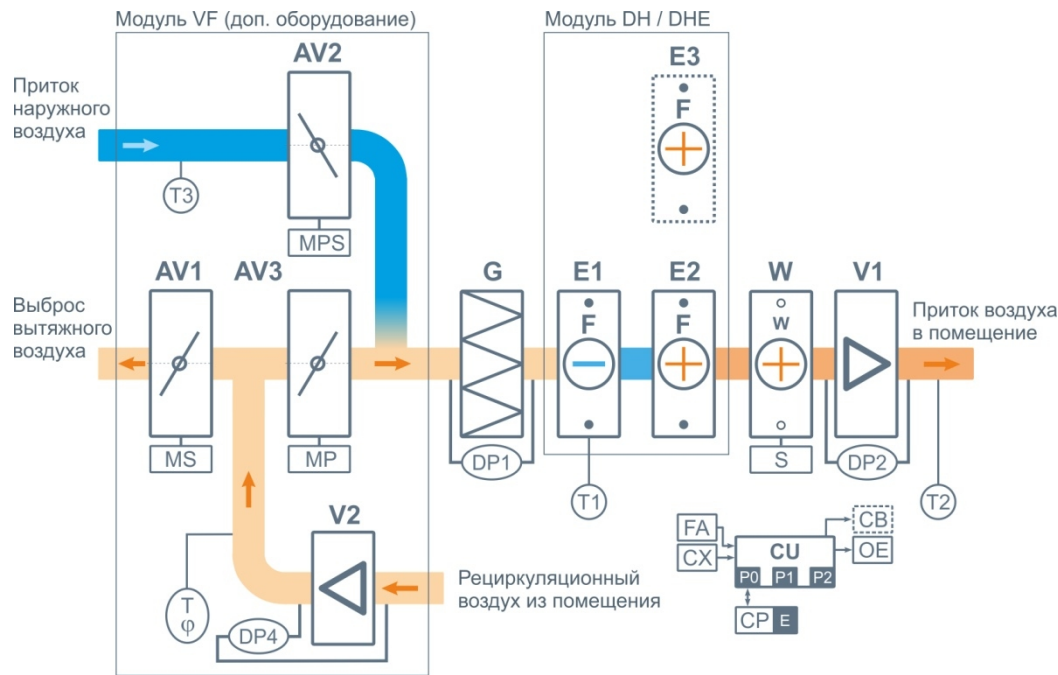 Модуль VF (доп. оборудование)
Модуль DH / DHE
AV2
E3
Приток
наружного
воздуха
F
T3
MPS
AV1
AV3
G
E1
E2
W
V1
Выброс
вытяжного
воздуха
F
F
w
Приток воздуха
в помещение
MS
MP
DP1
S
DP2
T1
T2
V2
FA
CX
CU
P0
P1
P2
CB
OE
CP
E
Рециркуляционный
воздух из помещения
T
φ
DP4